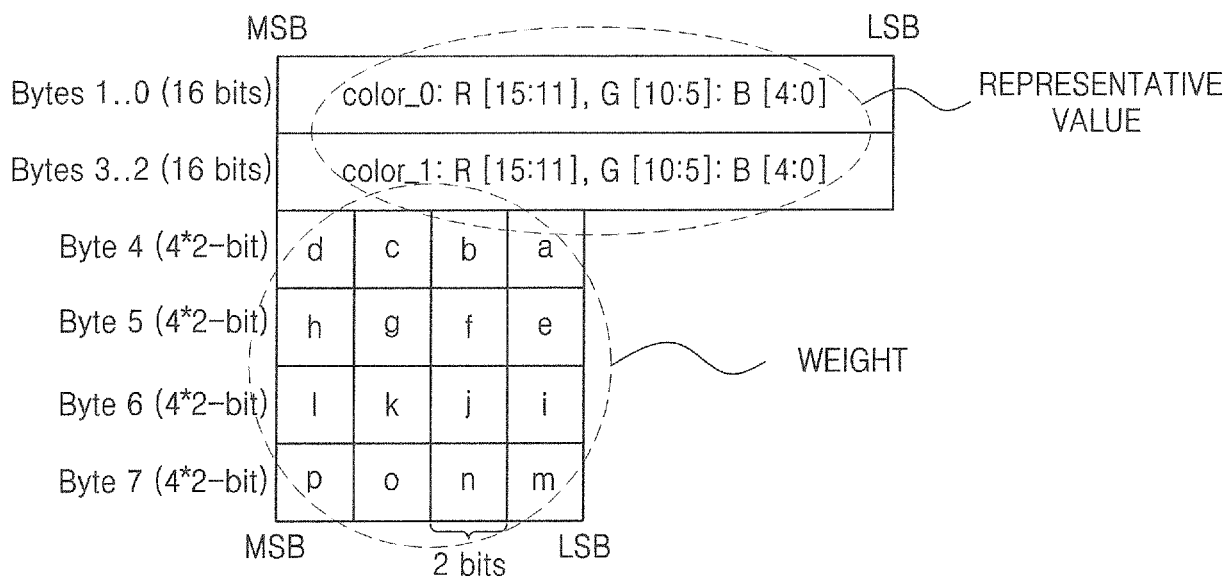 MSB LSB
Bytes 1..0 (16 bits) color_0: R [15:11], G [10:5]: B [4:0]
REPRESENTATIVE
VALUE
Bytes 3..2 (16 bits) color_1: R [15:11], G [10:5]: B [4:0]
Byte 4 (4*2-bit) d c b a
Byte 5 (4*2-bit) h g f e
WEIGHT
Byte 6 (4*2-bit) l k j i
Byte 7 (4*2-bit) p o n m
MSB LSB
2 bits